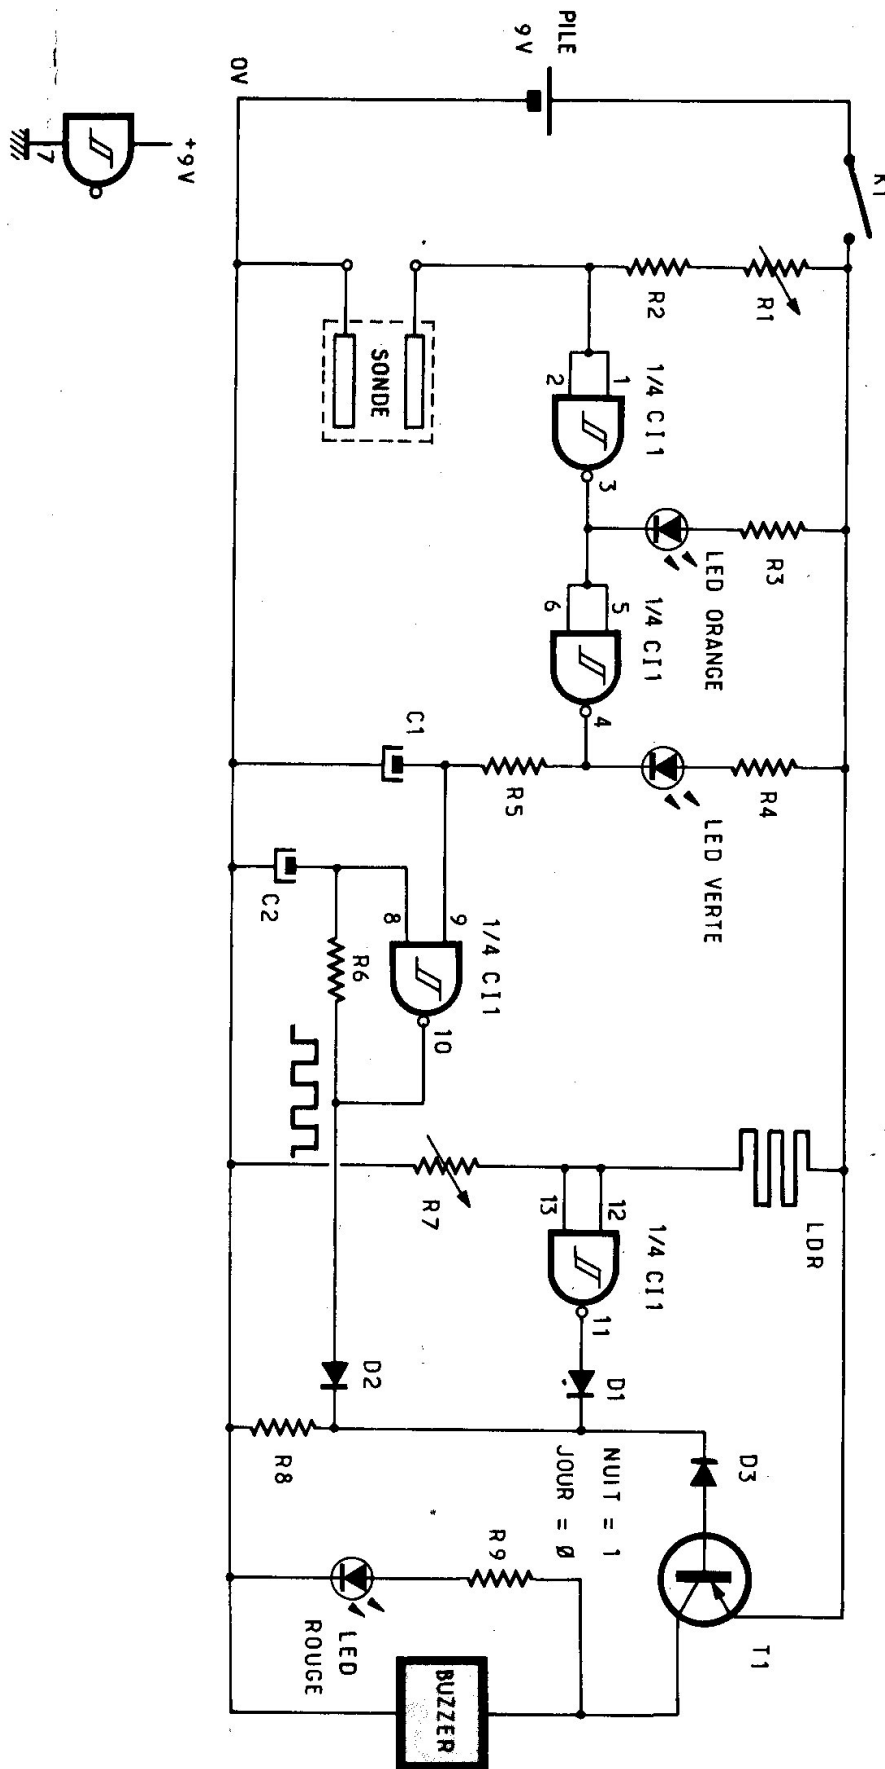 PILE
9 V
0V
K1
+9V
7
R1
R2
SONDE
1/4 CI1
1
2
3
R3
LED ORANGE
1/4 CI1
5
6
4
R4
LED VERTE
R5
C1
C2
1/4 CI1
9
8
10
R6
LDR
R7
1/4 CI1
12
13
11
D1
D2
R8
NUIT = 1
JOUR = Ø
D3
T1
R9
LED
ROUGE
BUZZER